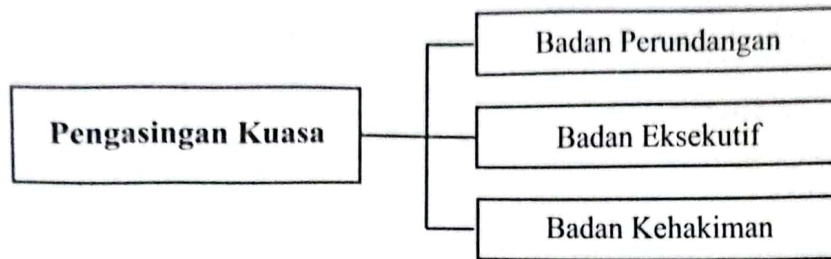 Badan Perundangan
Pengasingan Kuasa
Badan Eksekutif
Badan Kehakiman